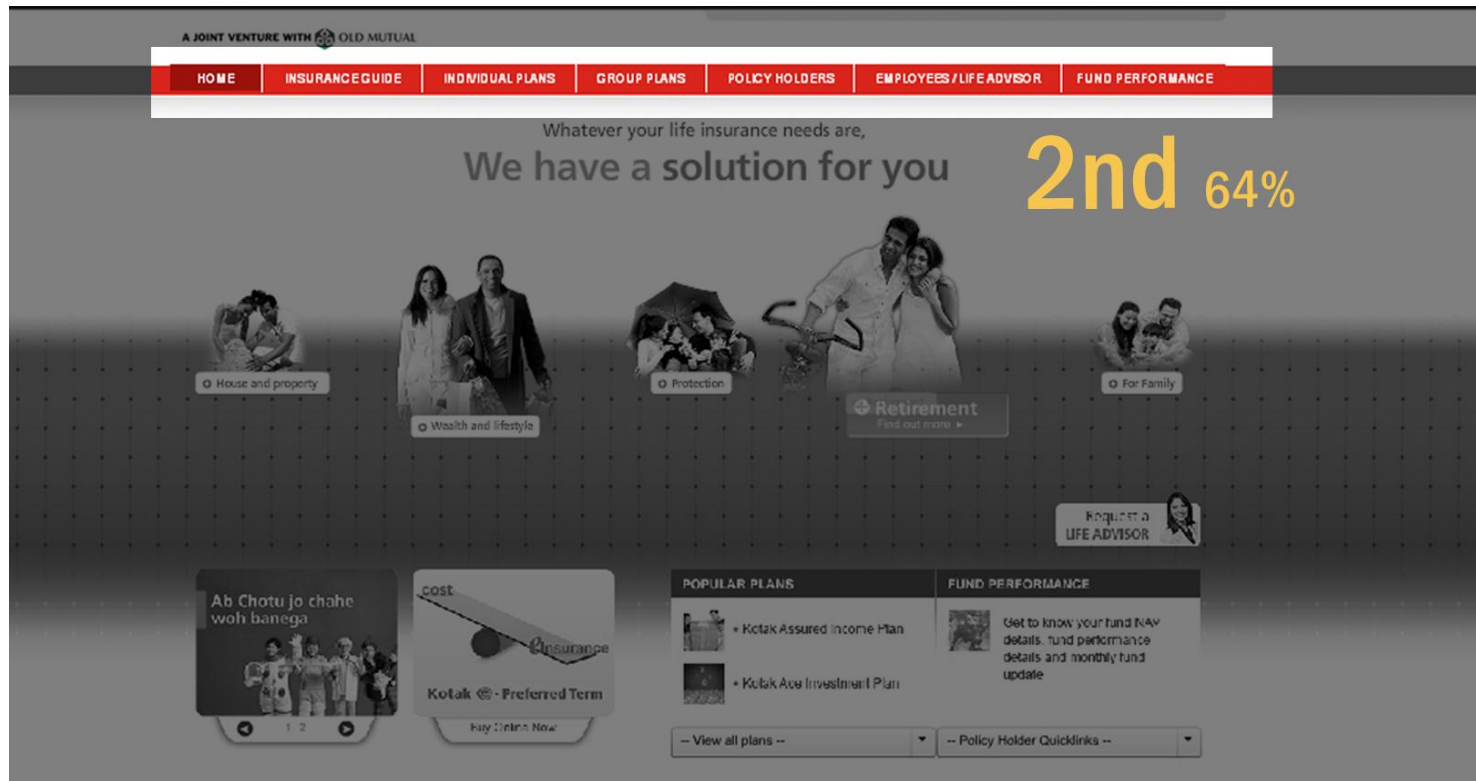 A JOINT VENTURE WITH OLD MUTUAL
HOME INSURANCE GUIDE INDIVIDUAL PLANS GROUP PLANS POLICY HOLDERS EMPLOYEES / LIFE ADVISOR FUND PERFORMANCE
Whatever your life insurance needs are,
We have a solution for you
2nd 64%
House and property
Wealth and lifestyle
Protection
Retirement
Find out more
For Family
Request a
LIFE ADVISOR
Ab Chotu jo chahe
woh banega
1 2
cost
einsurance
Kotak e - Preferred Term
Buy Online Now
POPULAR PLANS
Kotak Assured Income Plan
Kotak Ace Investment Plan
-- View all plans --
FUND PERFORMANCE
Get to know your fund NAV
details, fund performance
details and monthly fund
update
-- Policy Holder Quicklinks --